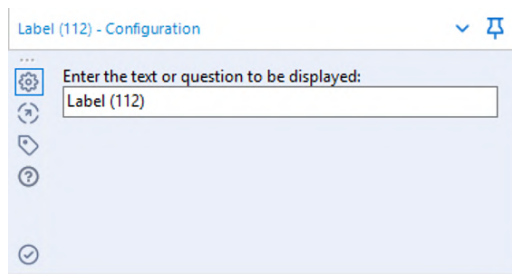 Label (112) - Configuration
Enter the text or question to be displayed:
Label (112)